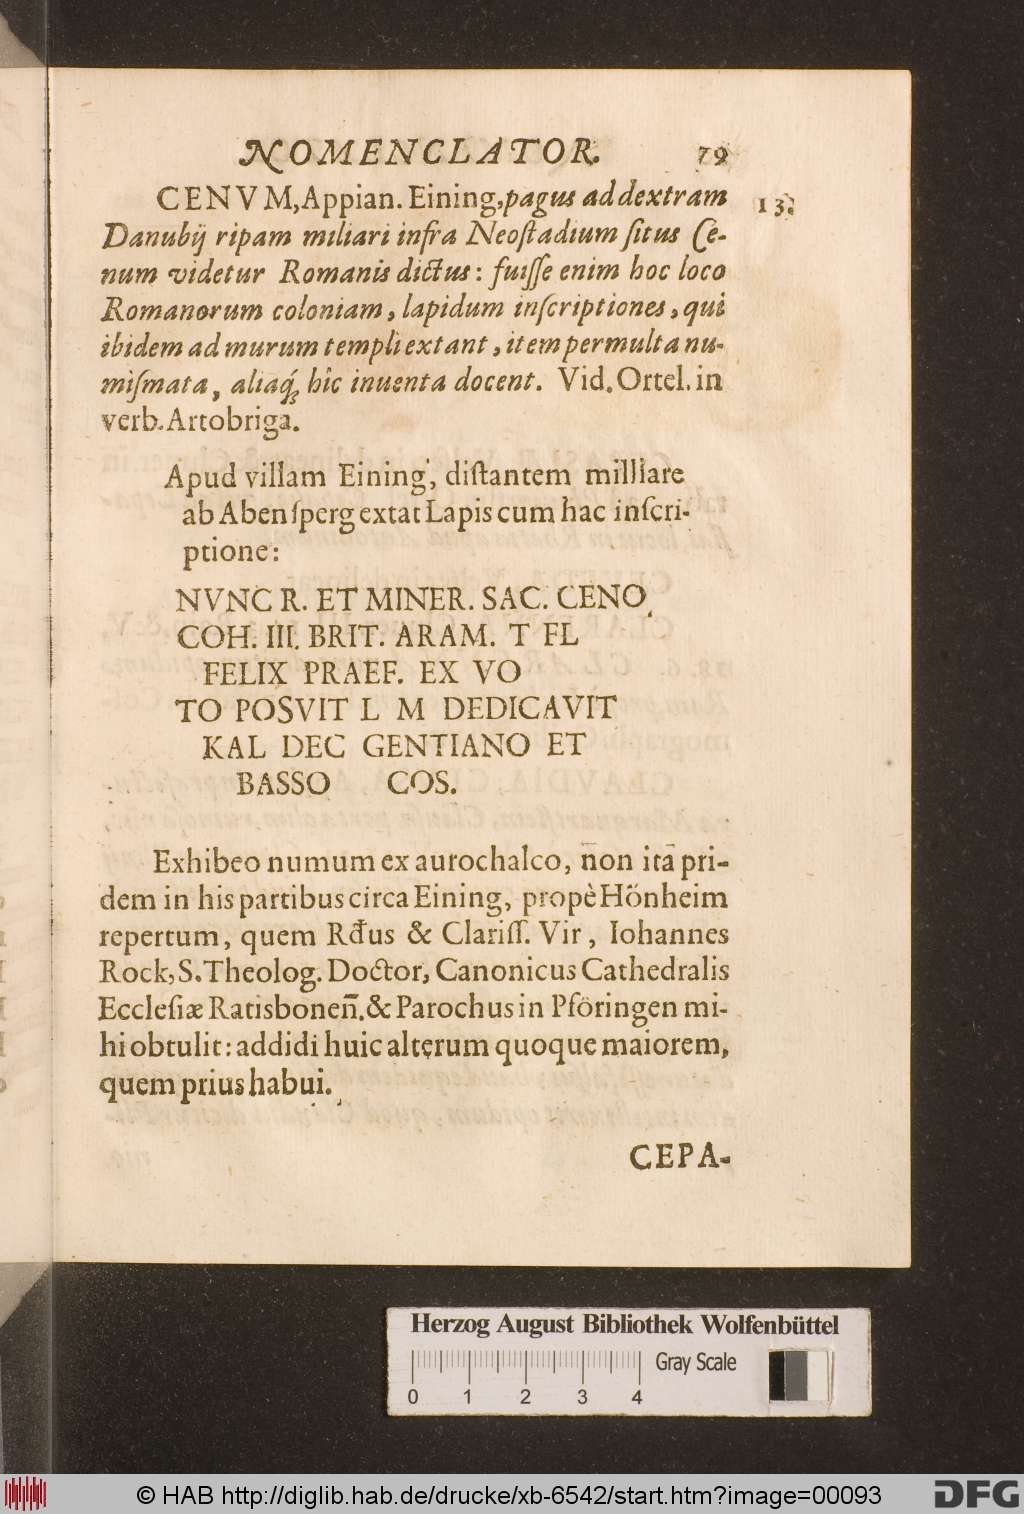 NOMENCLATOR. 79
CENVM, Appian. Eining, pagus ad dextram 13.
Danubij ripam miliari infra Neoſtadium ſitus Ce-
num videtur Romanis dictus: fuiſſe enim hoc loco
Romanorum coloniam, lapidum inſcriptiones, qui
ibidem ad murum templi extant, item permulta nu-
miſmata, aliaq́; hîc inuenta docent. Vid. Ortel. in
verb. Artobriga.
Apud villam Eining, diſtantem milliare
ab Abenſperg extat Lapis cum hac inſcri-
ptione:
NVNC R. ET MINER. SAC. CENO
COH. III. BRIT. ARAM. T FL
FELIX PRAEF. EX VO
TO POSVIT L M DEDICAVIT
KAL DEC GENTIANO ET
BASSO COS.
Exhibeo numum ex aurochalco, non ita pri-
dem in his partibus circa Eining, propè Hönheim
repertum, quem Rđus & Clariſſ. Vir, Iohannes
Rock, S. Theolog. Doctor, Canonicus Cathedralis
Eccleſiæ Ratisboneñ. & Parochus in Pföringen mi-
hi obtulit: addidi huic alterum quoque maiorem,
quem prius habui.
CEPA-
Herzog August Bibliothek Wolfenbüttel
Gray Scale
0 1 2 3 4
© HAB http://diglib.hab.de/drucke/xb-6542/start.htm?image=00093
DFG